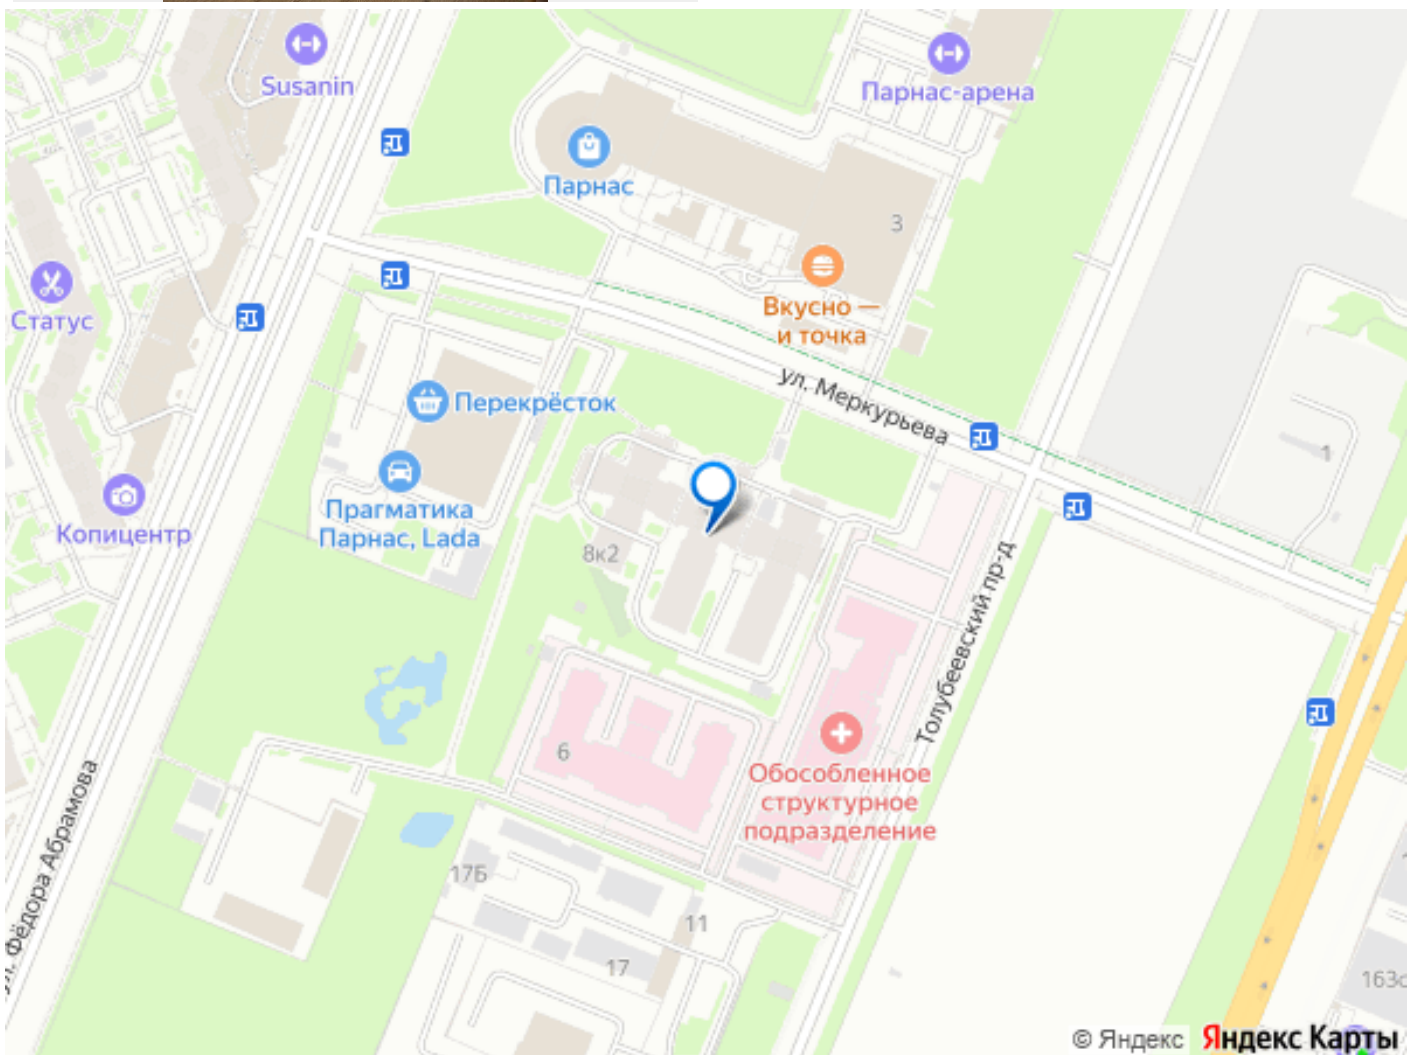 Susanin
Парнас-арена
Парнас
3
Статус
Вкусно —
и точка
ул. Меркурьева
Перекрёсток
1
Прагматика
Парнас, Lada
Копицентр
8к2
Толубеевский пр-д
6
Обособленное
структурное
подразделение
ул. Фёдора Абрамова
17Б
11
17
163с
© Яндекс Яндекс Карты